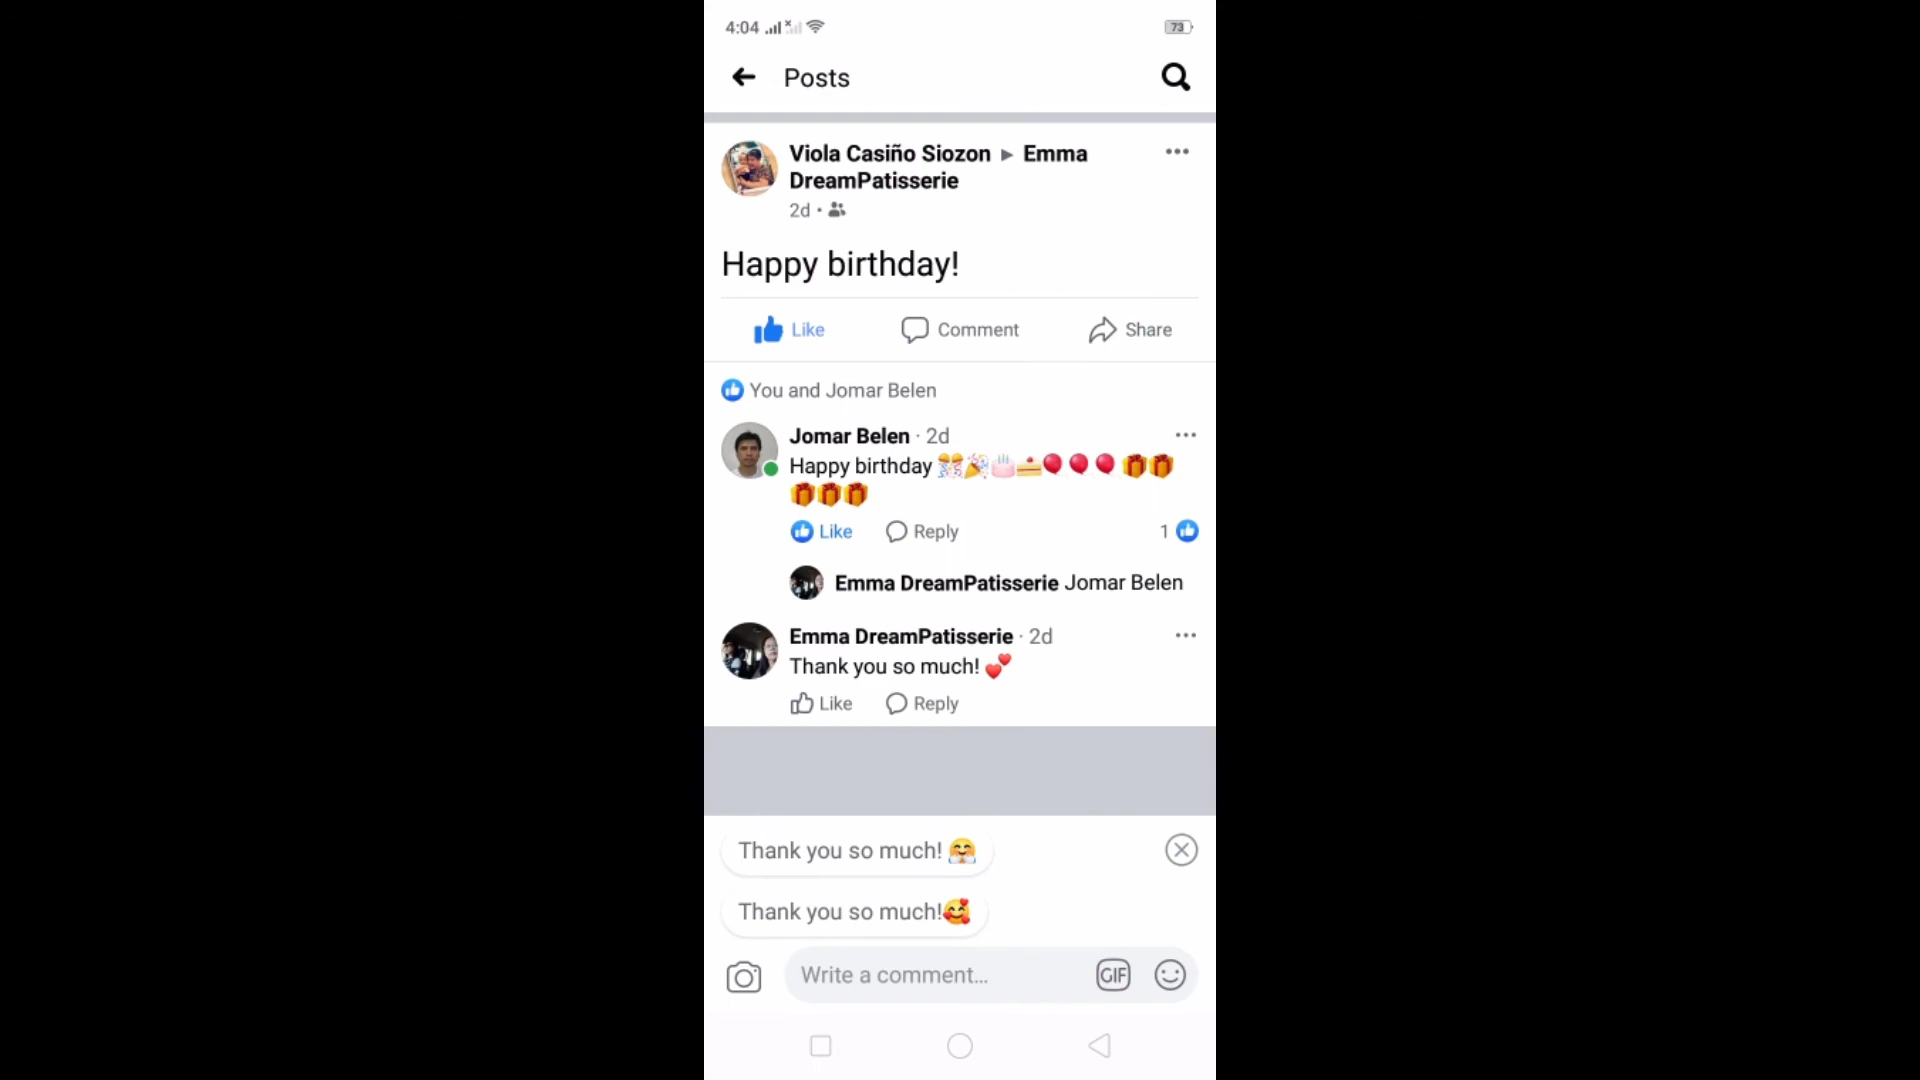 4:04
73
Posts
Viola Casiño Siozon ▸ Emma
DreamPatisserie
2d ·
Happy birthday!
Like Comment Share
You and Jomar Belen
Jomar Belen · 2d
Happy birthday 🎊🎉🎂🍰🎈🎈🎈🎁🎁
🎁🎁🎁
Like Reply 1
Emma DreamPatisserie Jomar Belen
Emma DreamPatisserie · 2d
Thank you so much! 💕
Like Reply
Thank you so much! 🤗
Thank you so much!🥰
Write a comment... GIF